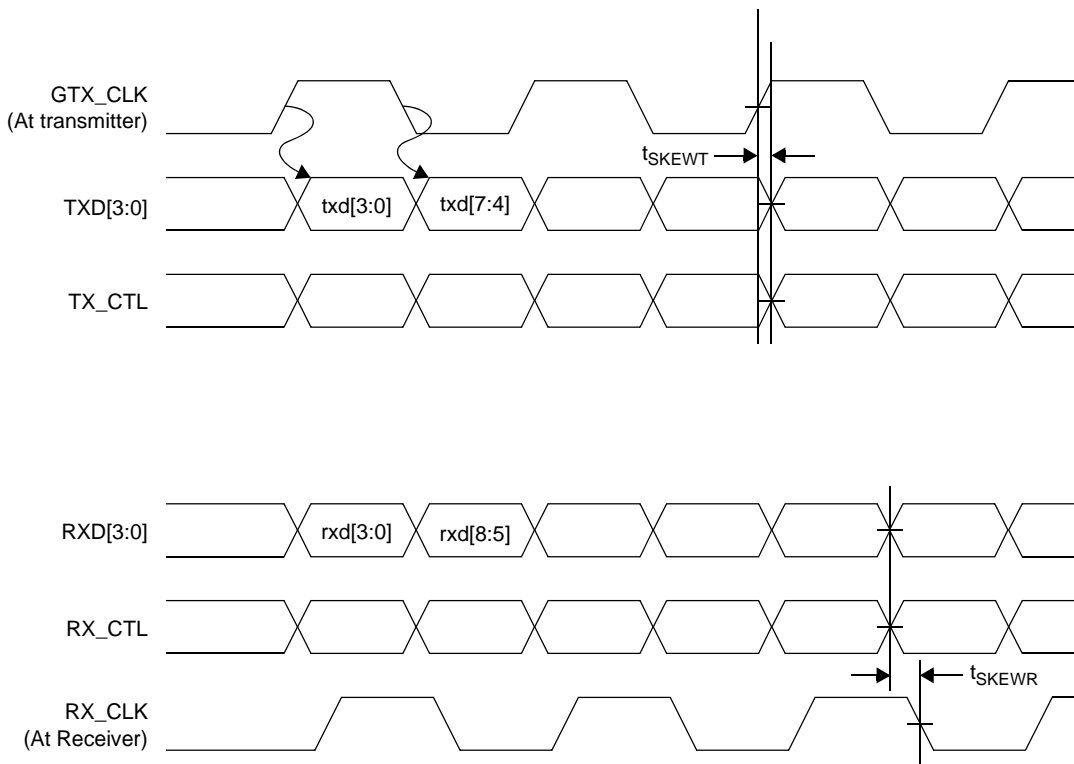 GTX_CLK
(At transmitter)
tSKEWT
TXD[3:0]
txd[3:0]
txd[7:4]
TX_CTL
RXD[3:0]
rxd[3:0]
rxd[8:5]
RX_CTL
tSKEWR
RX_CLK
(At Receiver)